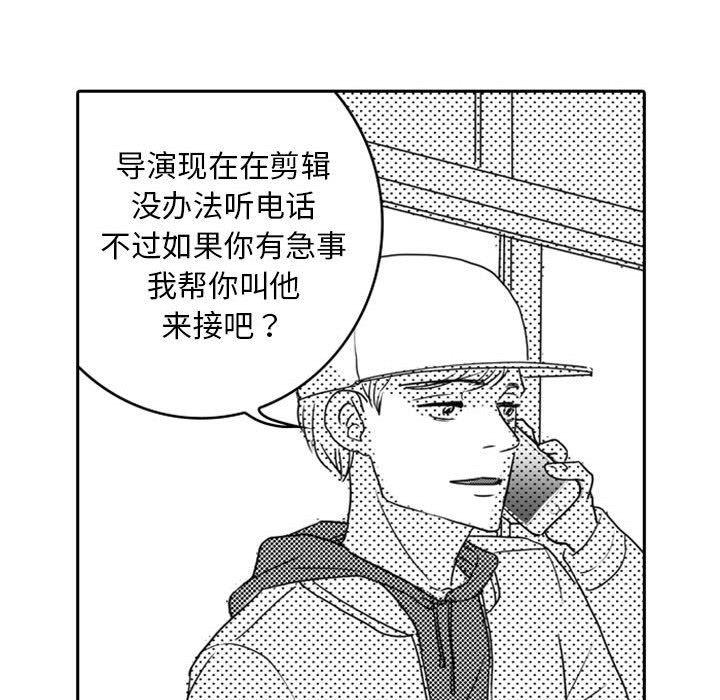 导演现在在剪辑
没办法听电话
不过如果你有急事
我帮你叫他
来接吧？